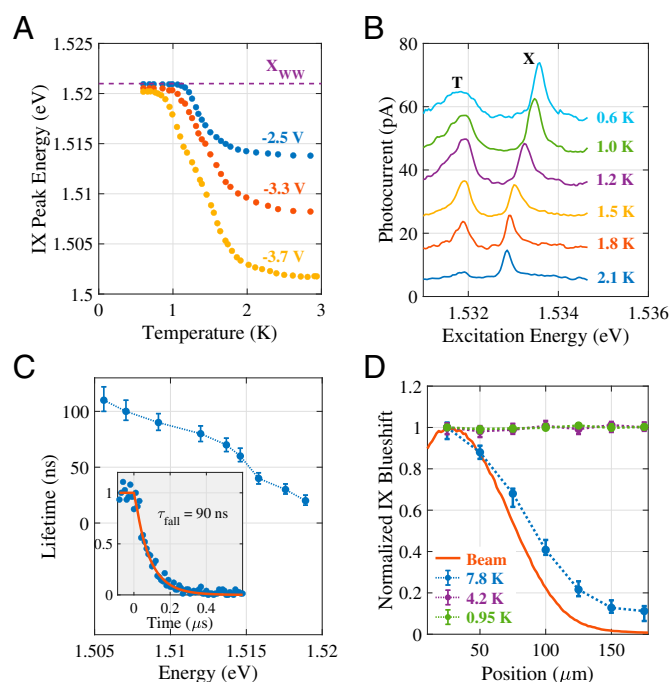 A
1.525
X_WW
1.52
-2.5 V
1.515
-3.3 V
1.51
1.505
-3.7 V
1.5
0 1 2 3
IX Peak Energy (eV)
Temperature (K)
B
80
T X
60
0.6 K
1.0 K
40
1.2 K
1.5 K
20
1.8 K
2.1 K
0
1.532 1.534 1.536
Photocurrent (pA)
Excitation Energy (eV)
C
100
50
0
Lifetime (ns)
1
τ_fall = 90 ns
0.5
0
0 0.2 0.4
Time (μs)
1.505 1.51 1.515 1.52
Energy (eV)
D
1.2
1
0.8
0.6
0.4
0.2
0
Normalized IX Blueshift
Beam
7.8 K
4.2 K
0.95 K
50 100 150
Position (μm)